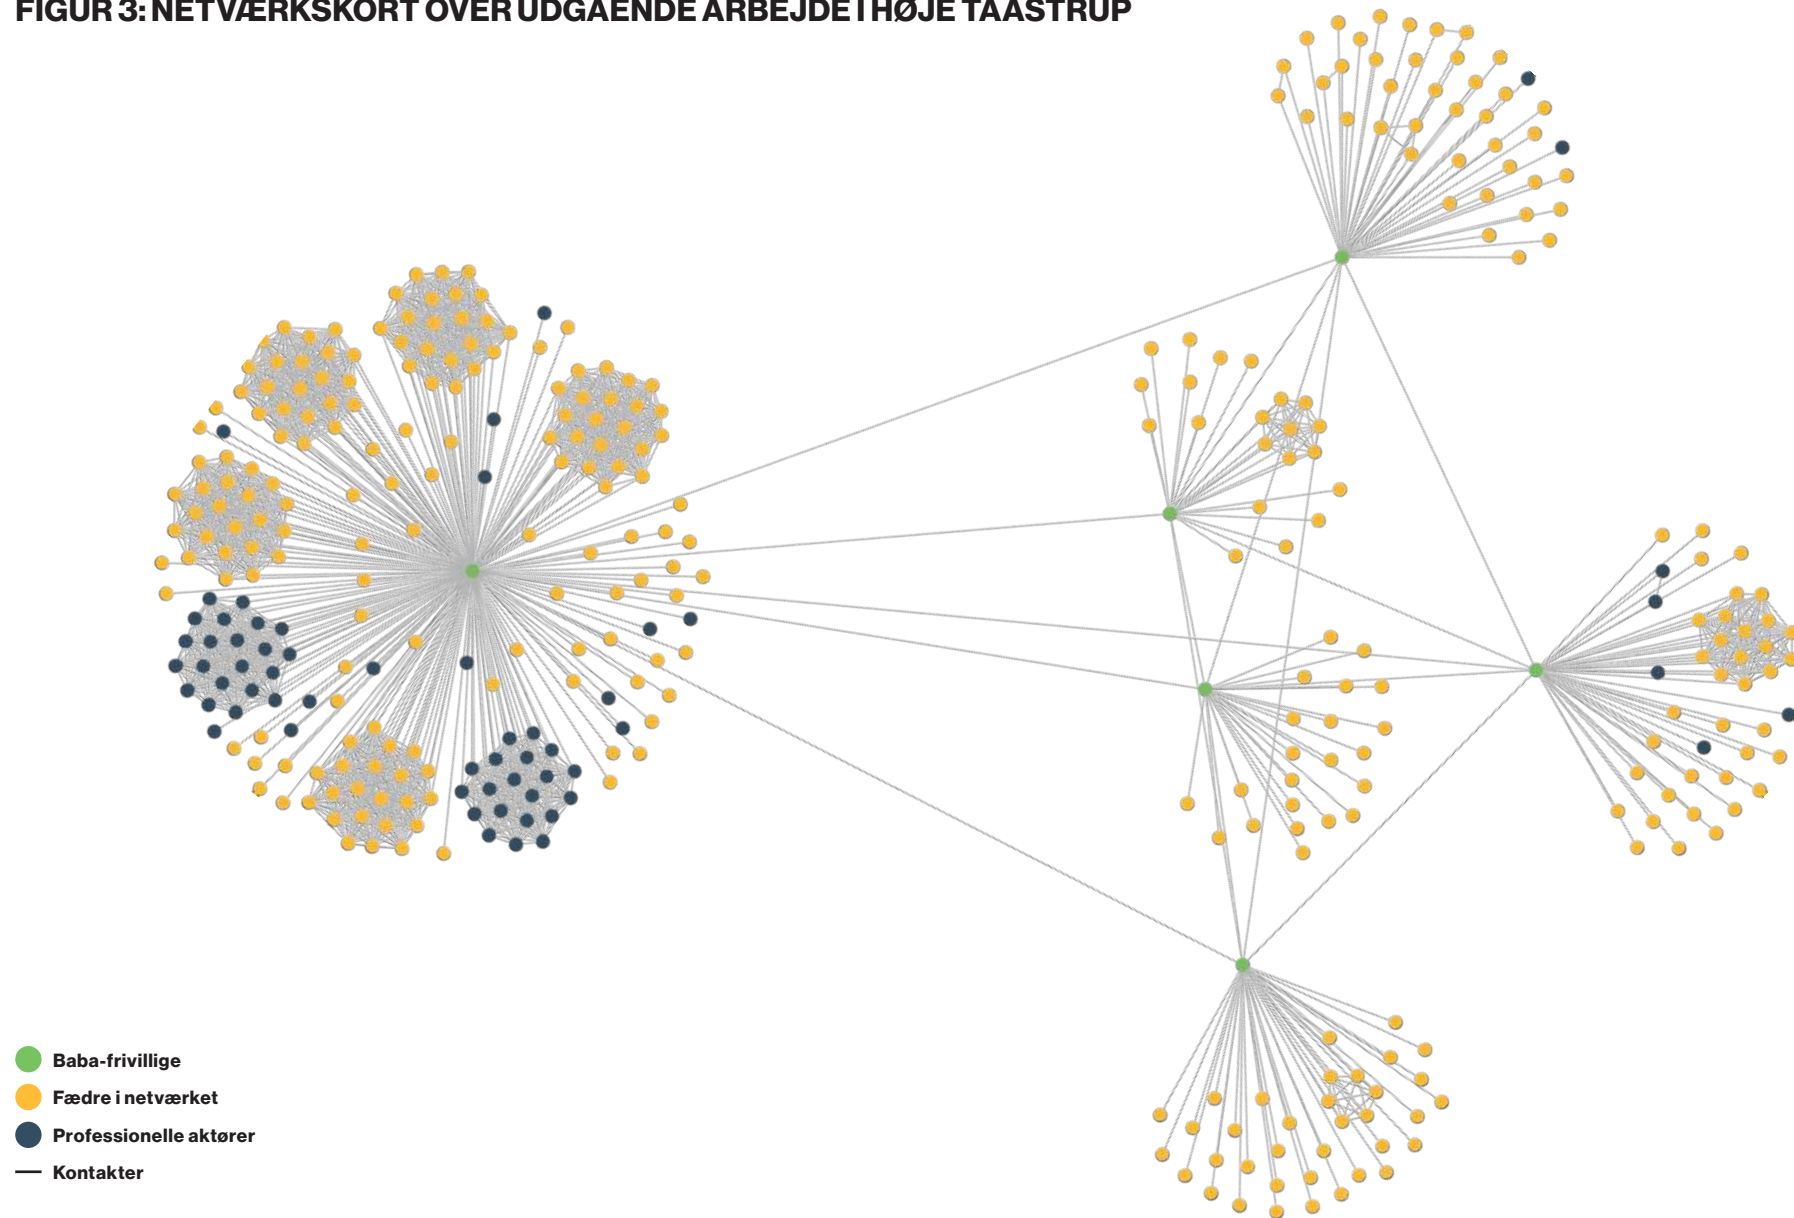 FIGUR 3: NETVÆRKSKORT OVER UDGÅENDE ARBEJDE I HØJE TAASTRUP
Baba-frivillige
Fædre i netværket
Professionelle aktører
Kontakter